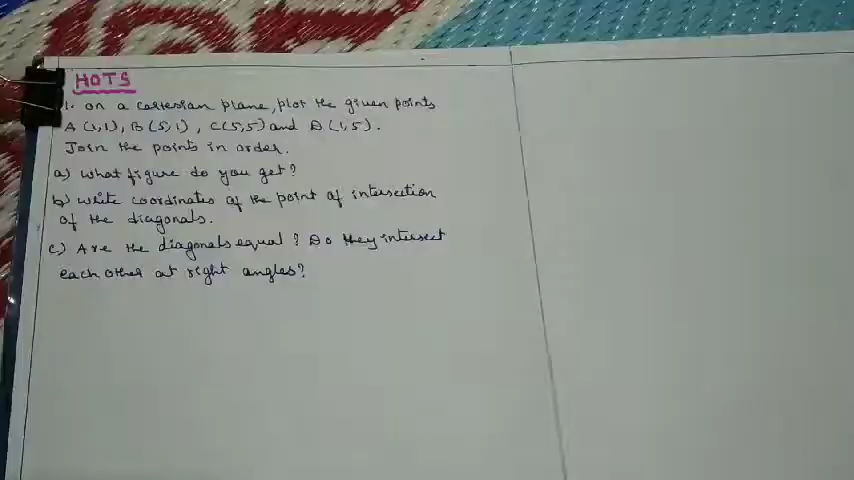 HOTS
1. on a cartesian plane, plot the given points
A (1,1), B (5,1), C(5,5) and D (1,5).
Join the points in order.
a) what figure do you get?
b) write coordinates of the point of intersection
of the diagonals.
c) Are the diagonals equal? Do they intersect
each other at right angles?